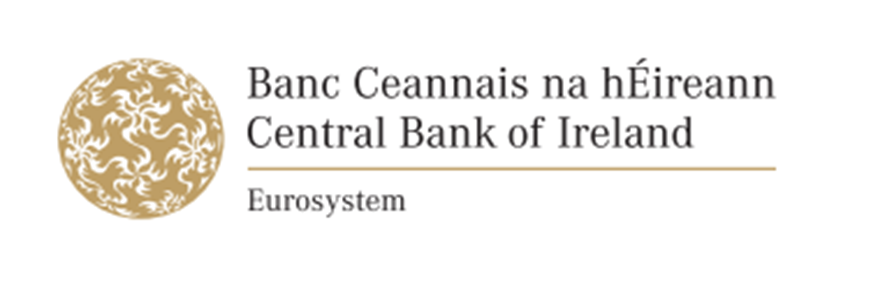 Banc Ceannais na hÉireann
Central Bank of Ireland
Eurosystem